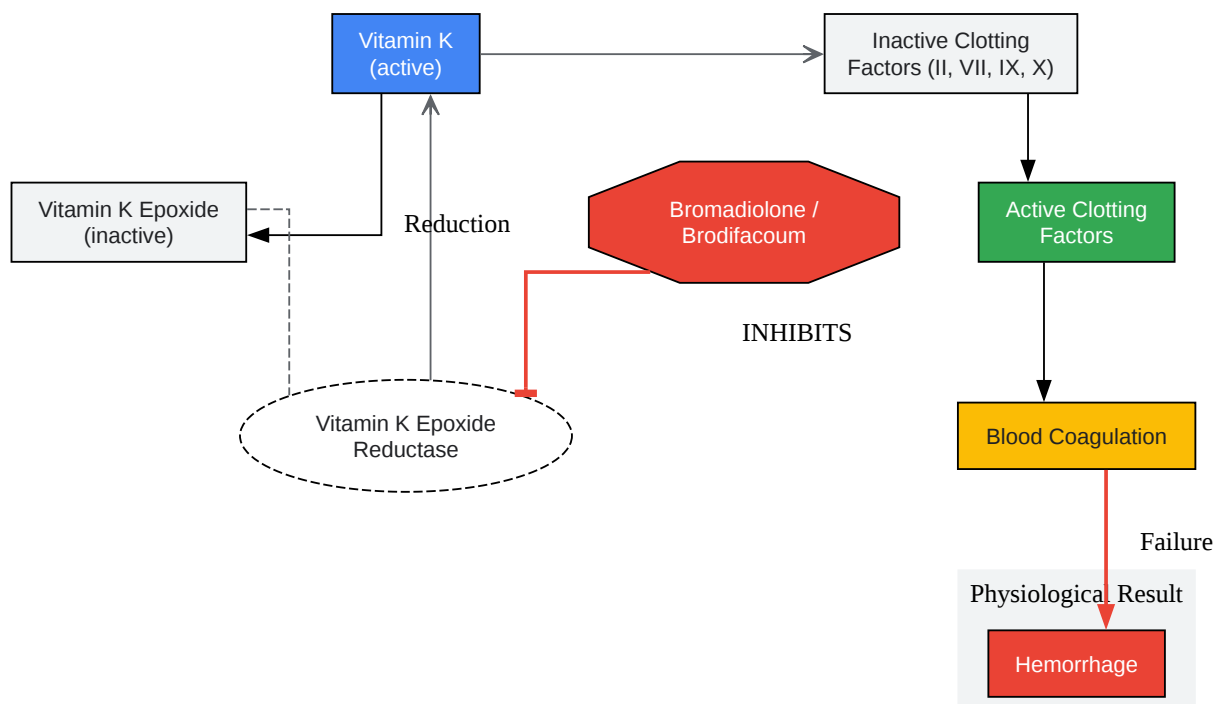 Vitamin K
(active)
Inactive Clotting
Factors (II, VII, IX, X)
Vitamin K Epoxide
(inactive)
Reduction
Bromadiolone /
Brodifacoum
Active Clotting
Factors
INHIBITS
Vitamin K Epoxide
Reductase
Blood Coagulation
Failure
Physiological Result
Hemorrhage